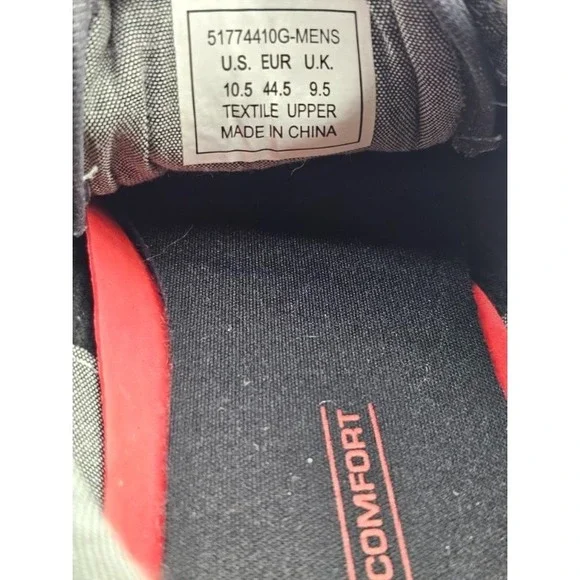 51774410G-MENS
U.S. EUR U.K.
10.5 44.5 9.5
TEXTILE UPPER
MADE IN CHINA
COMFORT